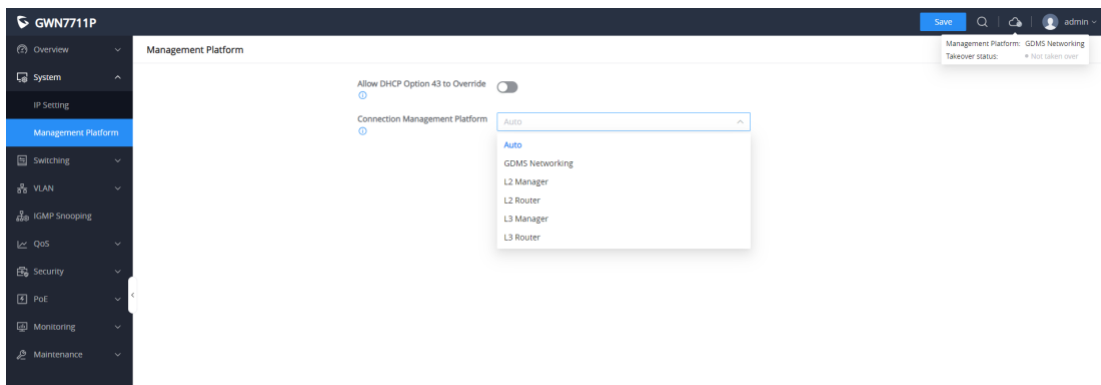 GWN7711P
Save
admin
Overview
Management Platform
Management Platform: GDMS Networking
Takeover status: Not taken over
System
Allow DHCP Option 43 to Override
IP Setting
Connection Management Platform
Auto
Management Platform
Auto
Switching
GDMS Networking
L2 Manager
VLAN
L2 Router
IGMP Snooping
L3 Manager
L3 Router
QoS
Security
PoE
Monitoring
Maintenance